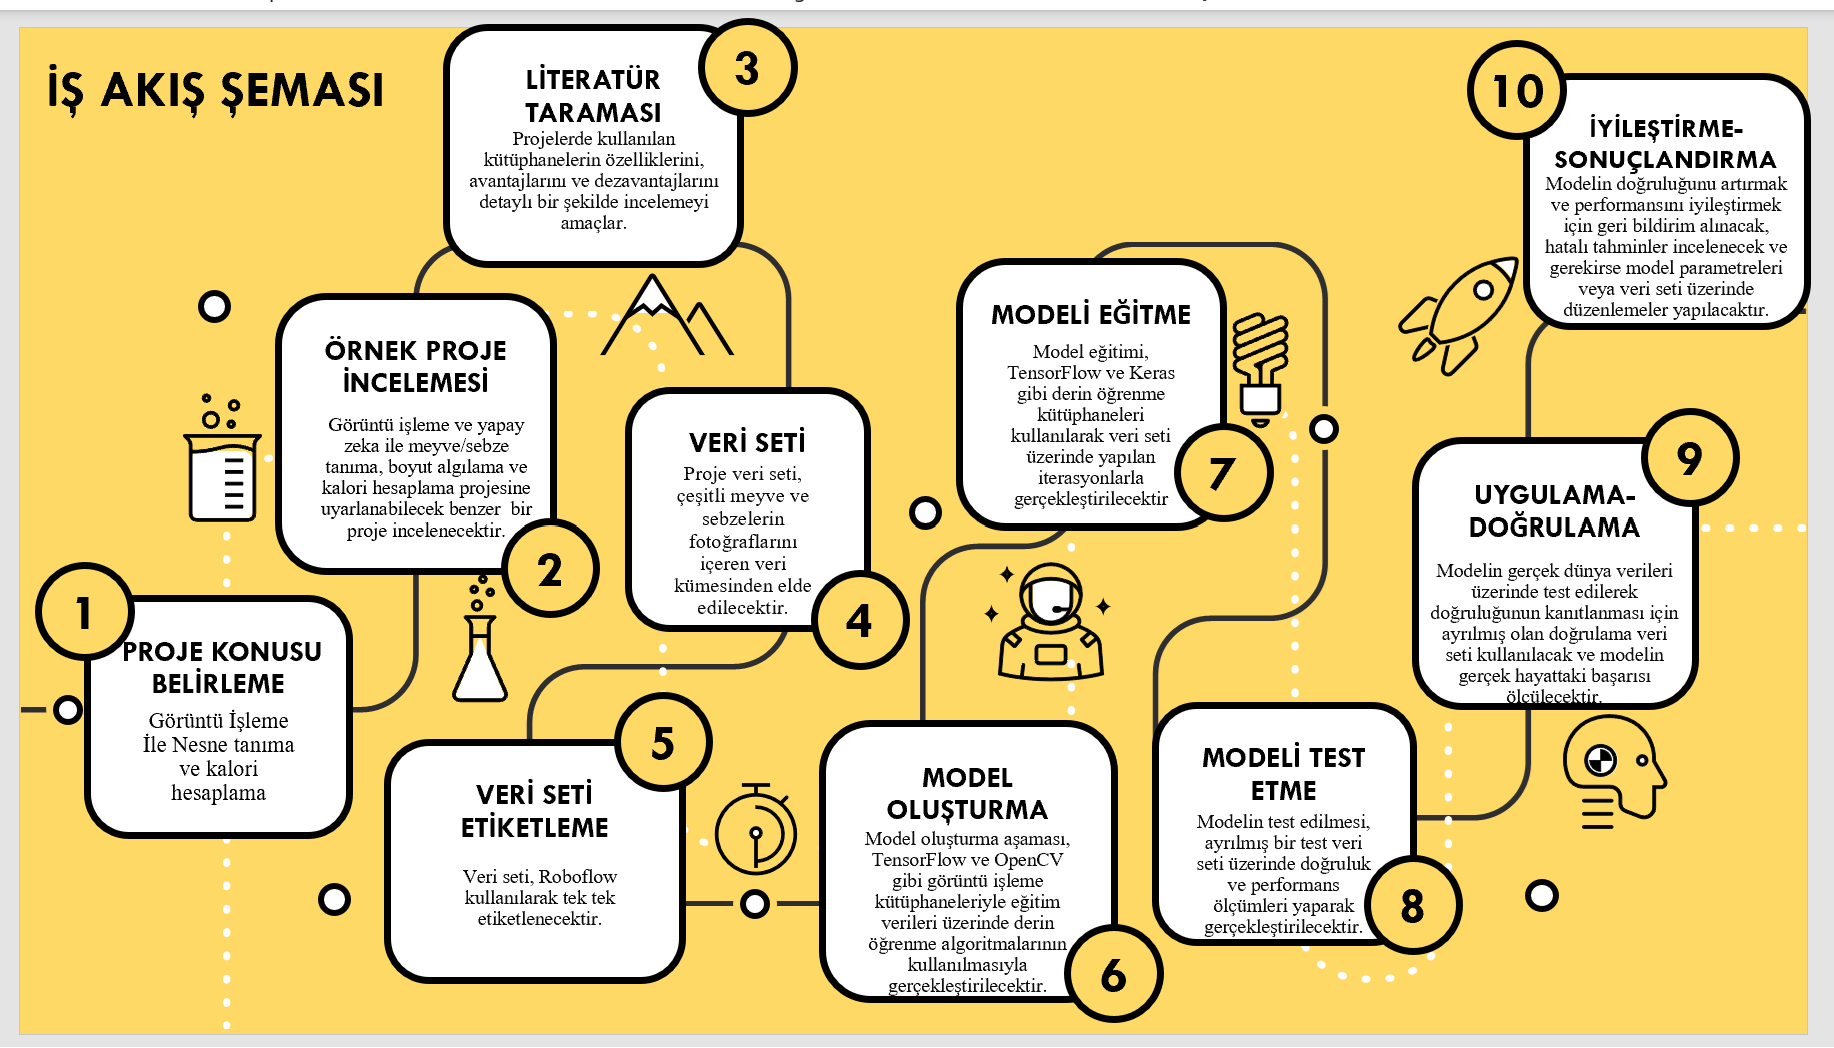 İŞ AKIŞ ŞEMASI
1
PROJE KONUSU
BELİRLEME
Görüntü İşleme
İle Nesne tanıma
ve kalori
hesaplama
2
ÖRNEK PROJE
İNCELEMESİ
Görüntü işleme ve yapay
zeka ile meyve/sebze
tanıma, boyut algılama ve
kalori hesaplama projesine
uyarlanabilecek benzer bir
proje incelenecektir.
3
LİTERATÜR
TARAMASI
Projelerde kullanılan
kütüphanelerin özelliklerini,
avantajlarını ve dezavantajlarını
detaylı bir şekilde incelemeyi
amaçlar.
4
VERİ SETİ
Proje veri seti,
çeşitli meyve ve
sebzelerin
fotoğraflarını
içeren veri
kümesinden elde
edilecektir.
5
VERİ SETİ
ETİKETLEME
Veri seti, Roboflow
kullanılarak tek tek
etiketlenecektir.
6
MODEL
OLUŞTURMA
Model oluşturma aşaması,
TensorFlow ve OpenCV
gibi görüntü işleme
kütüphaneleriyle eğitim
verileri üzerinde derin
öğrenme algoritmalarının
kullanılmasıyla
gerçekleştirilecektir.
7
MODELİ EĞİTME
Model eğitimi,
TensorFlow ve Keras
gibi derin öğrenme
kütüphaneleri
kullanılarak veri seti
üzerinde yapılan
iterasyonlarla
gerçekleştirilecektir
8
MODELİ TEST
ETME
Modelin test edilmesi,
ayrılmış bir test veri
seti üzerinde doğruluk
ve performans
ölçümleri yaparak
gerçekleştirilecektir.
9
UYGULAMA-
DOĞRULAMA
Modelin gerçek dünya verileri
üzerinde test edilerek
doğruluğunun kanıtlanması için
ayrılmış olan doğrulama veri
seti kullanılacak ve modelin
gerçek hayattaki başarısı
ölçülecektir.
10
İYİLEŞTİRME-
SONUÇLANDIRMA
Modelin doğruluğunu artırmak
ve performansını iyileştirmek
için geri bildirim alınacak,
hatalı tahminler incelenecek ve
gerekirse model parametreleri
veya veri seti üzerinde
düzenlemeler yapılacaktır.